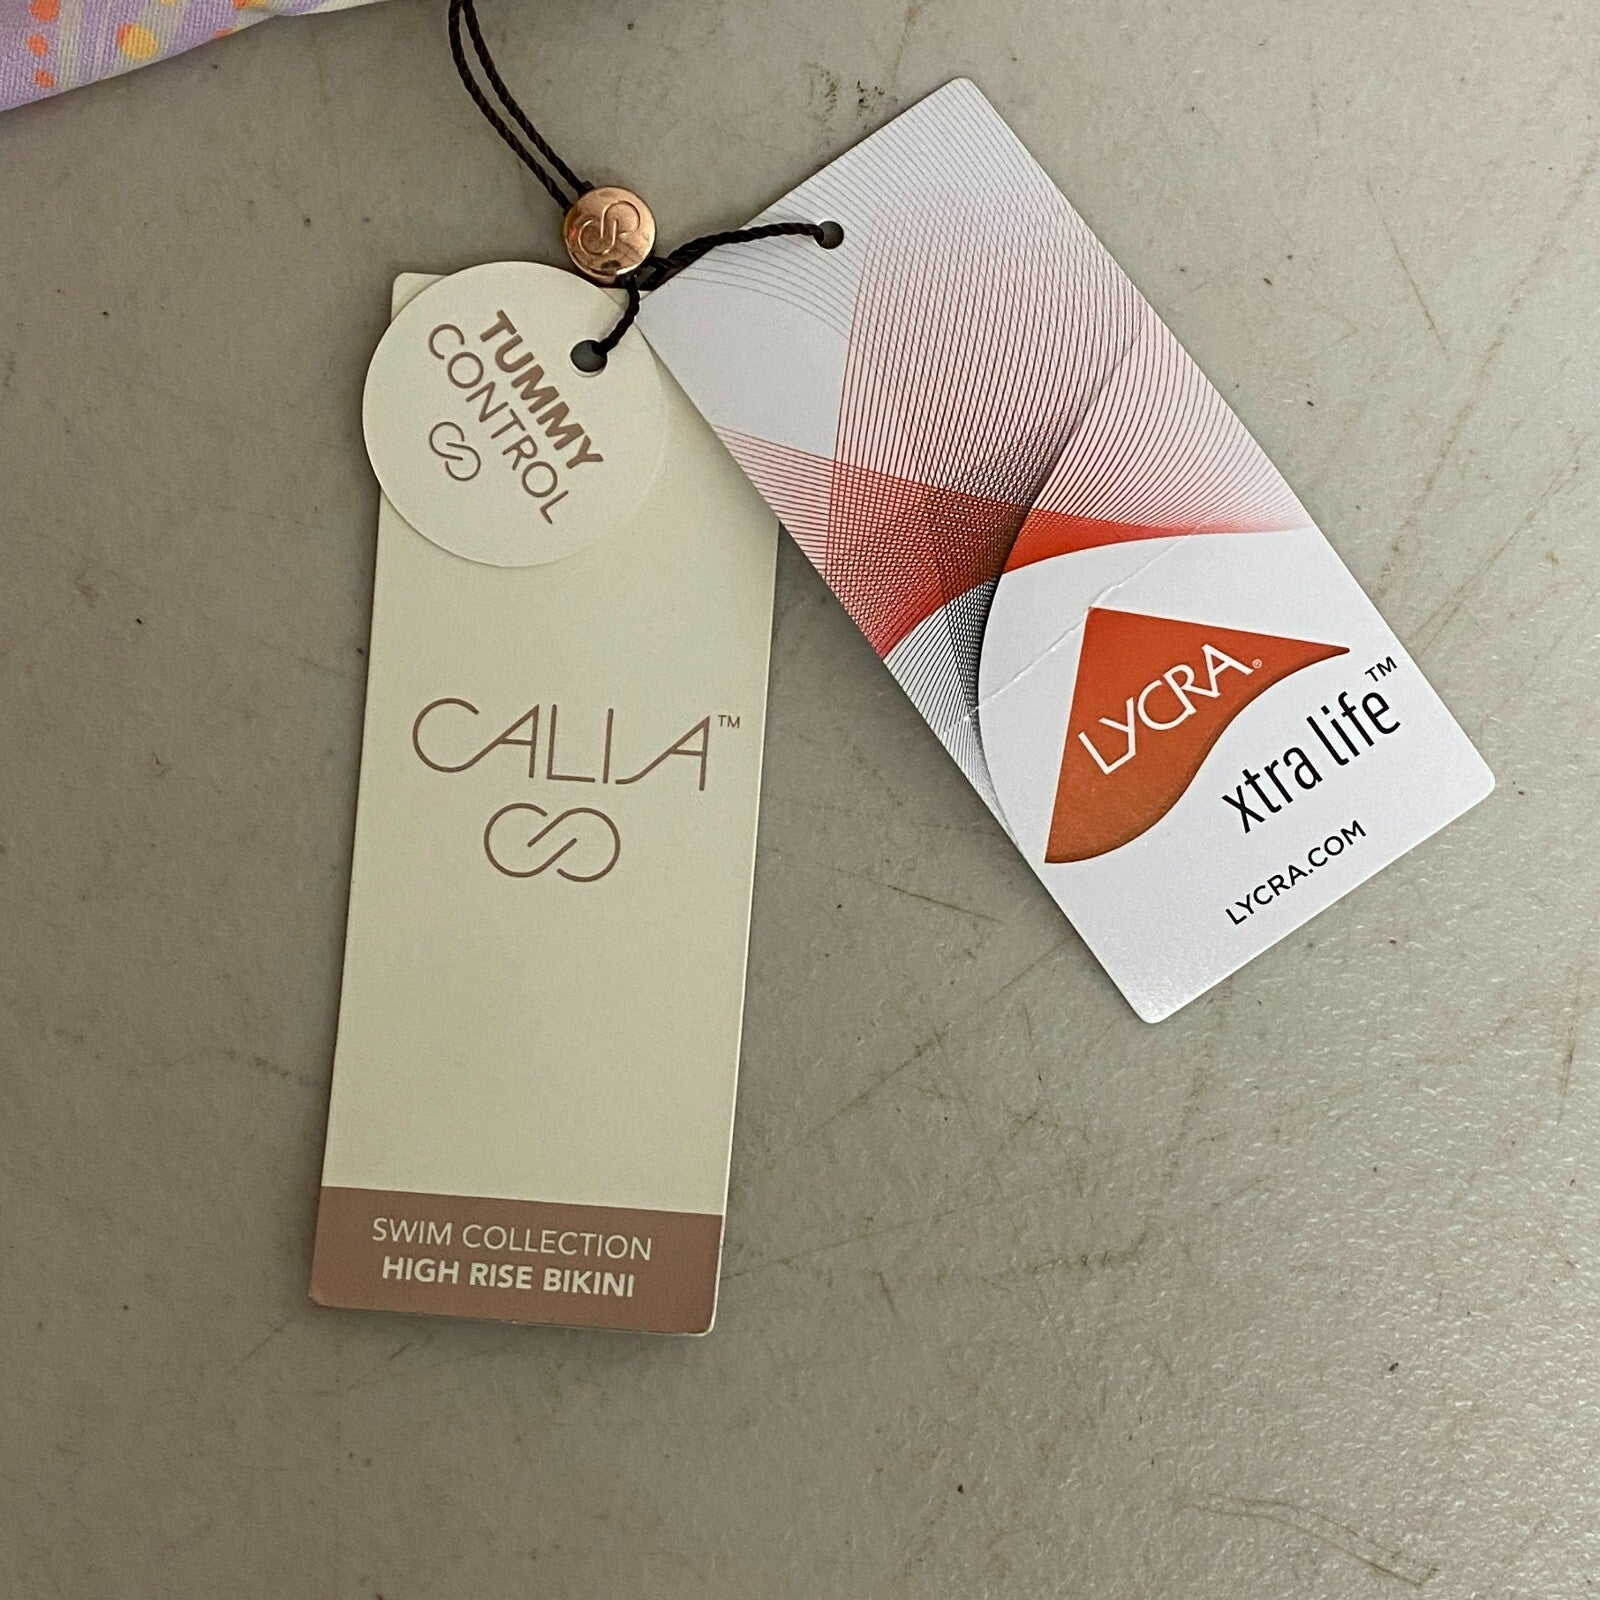 TUMMY
CONTROL
CALIA™
SWIM COLLECTION
HIGH RISE BIKINI
LYCRA®
xtra life™
LYCRA.COM